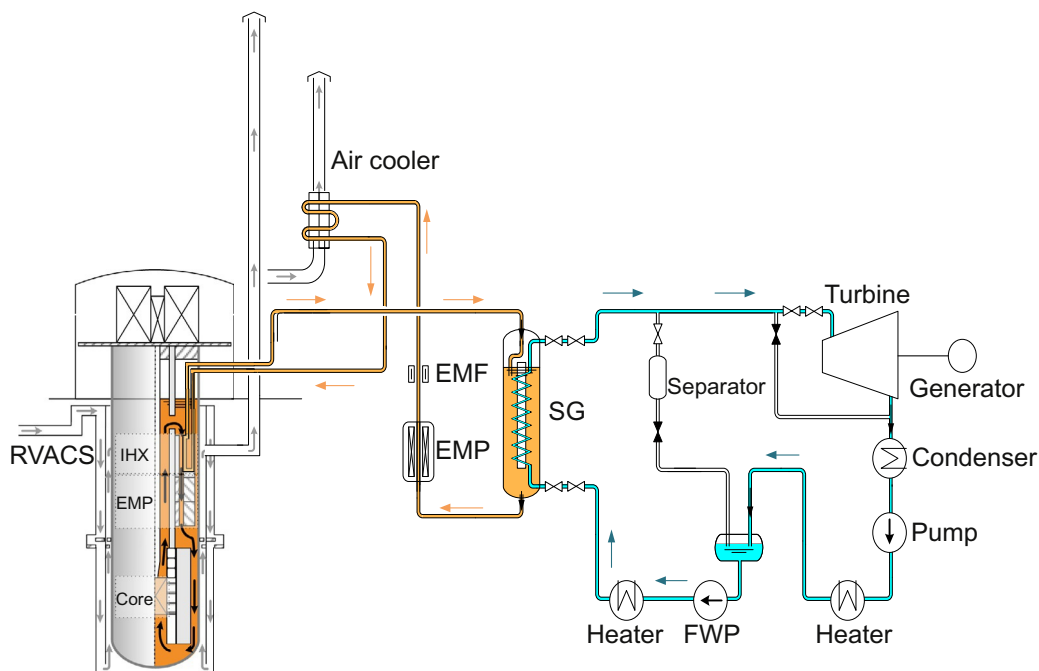 Air cooler
Turbine
EMF
Separator
Generator
SG
RVACS
IHX
EMP
Condenser
EMP
Pump
Core
Heater
FWP
Heater